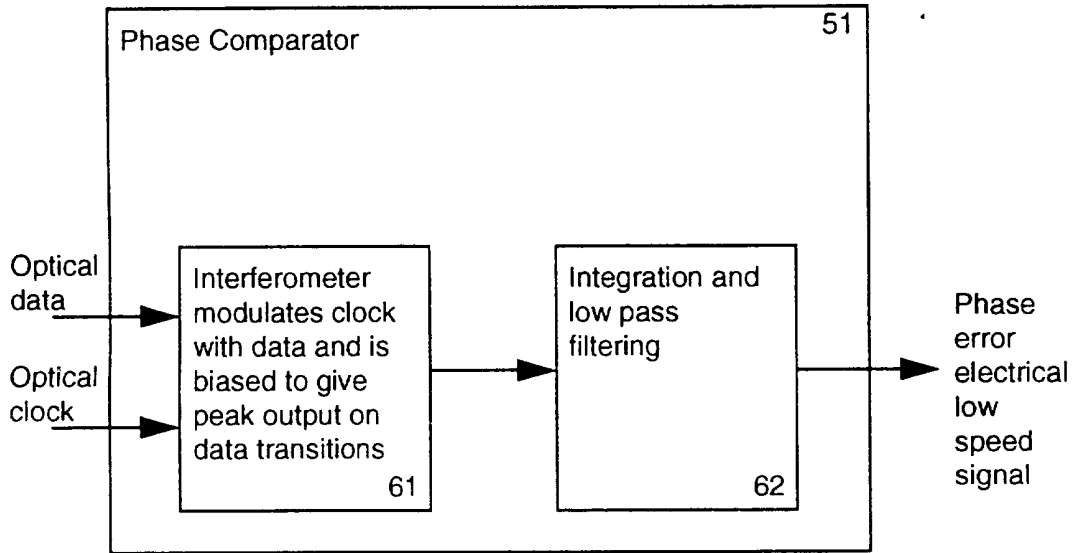 Phase Comparator
51
Optical
data
Optical
clock
Interferometer
modulates clock
with data and is
biased to give
peak output on
data transitions
61
Integration and
low pass
filtering
62
Phase
error
electrical
low
speed
signal